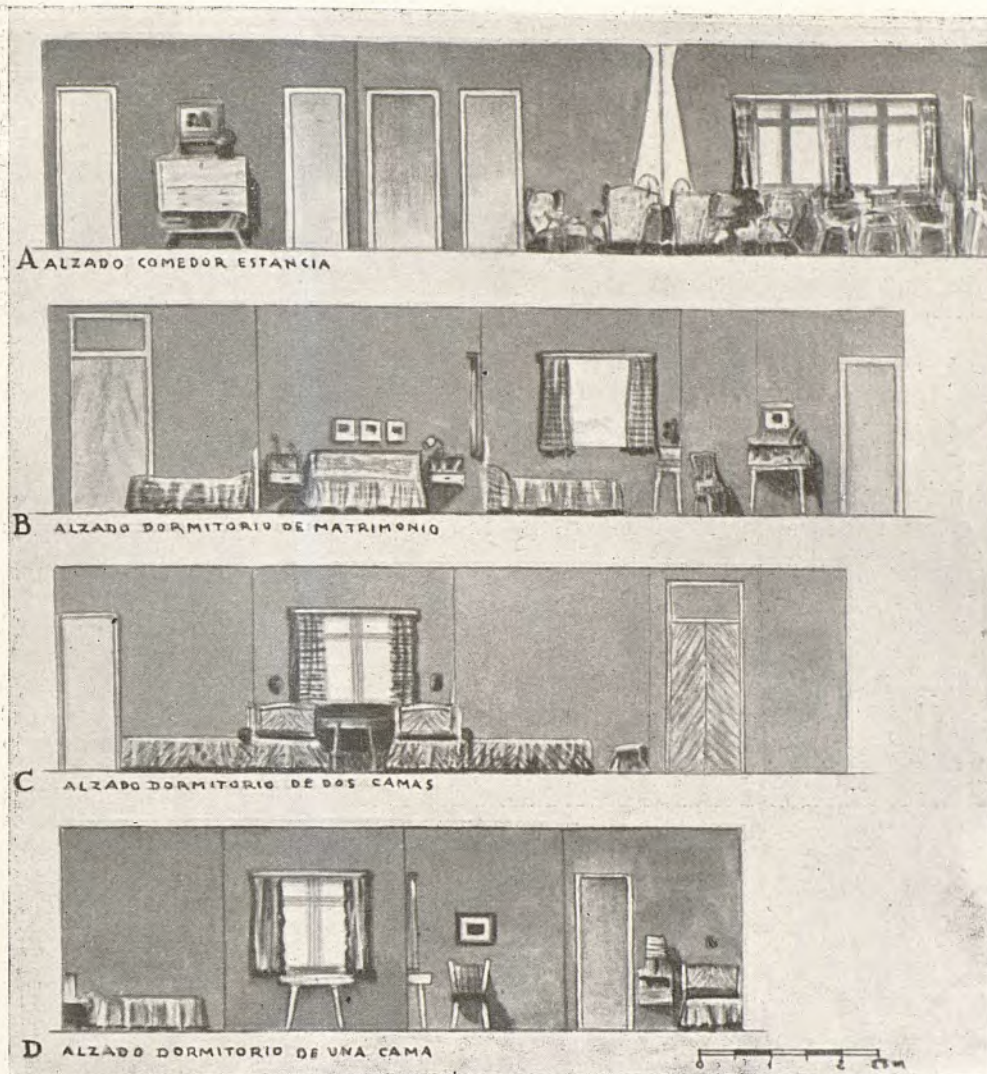 A ALZADO COMEDOR ESTANCIA
B ALZADO DORMITORIO DE MATRIMONIO
C ALZADO DORMITORIO DE DOS CAMAS
D ALZADO DORMITORIO DE UNA CAMA
0 1 2